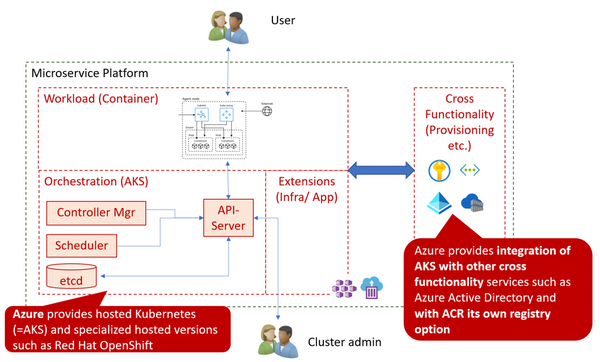 User
Microservice Platform
Workload (Container)
Agent node
Internet
Cross
Functionality
(Provisioning
etc.)
Orchestration (AKS)
Extensions
(Infra/ App)
Controller Mgr
API-
Server
Scheduler
etcd
Azure provides integration of
AKS with other cross
functionality services such as
Azure Active Directory and
with ACR its own registry
option
Azure provides hosted Kubernetes
(=AKS) and specialized hosted versions
such as Red Hat OpenShift
Cluster admin